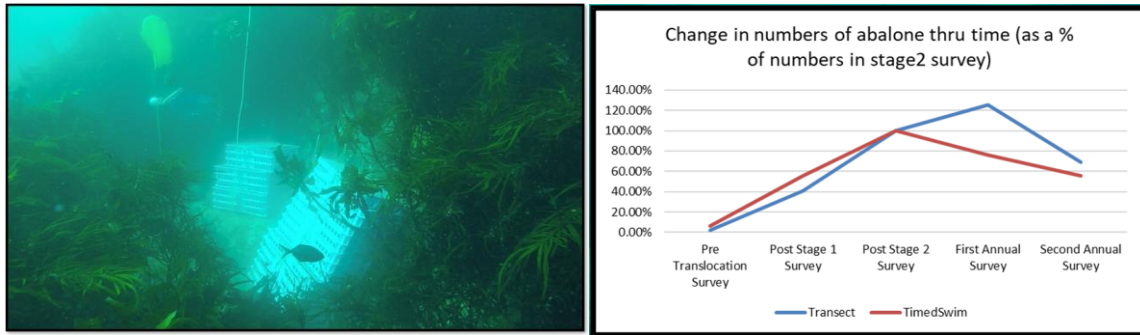 Change in numbers of abalone thru time (as a %
of numbers in stage2 survey)
140.00%
120.00%
100.00%
80.00%
60.00%
40.00%
20.00%
0.00%
Pre
Translocation
Survey
Post Stage 1
Survey
Post Stage 2
Survey
First Annual
Survey
Second Annual
Survey
Transect
TimedSwim